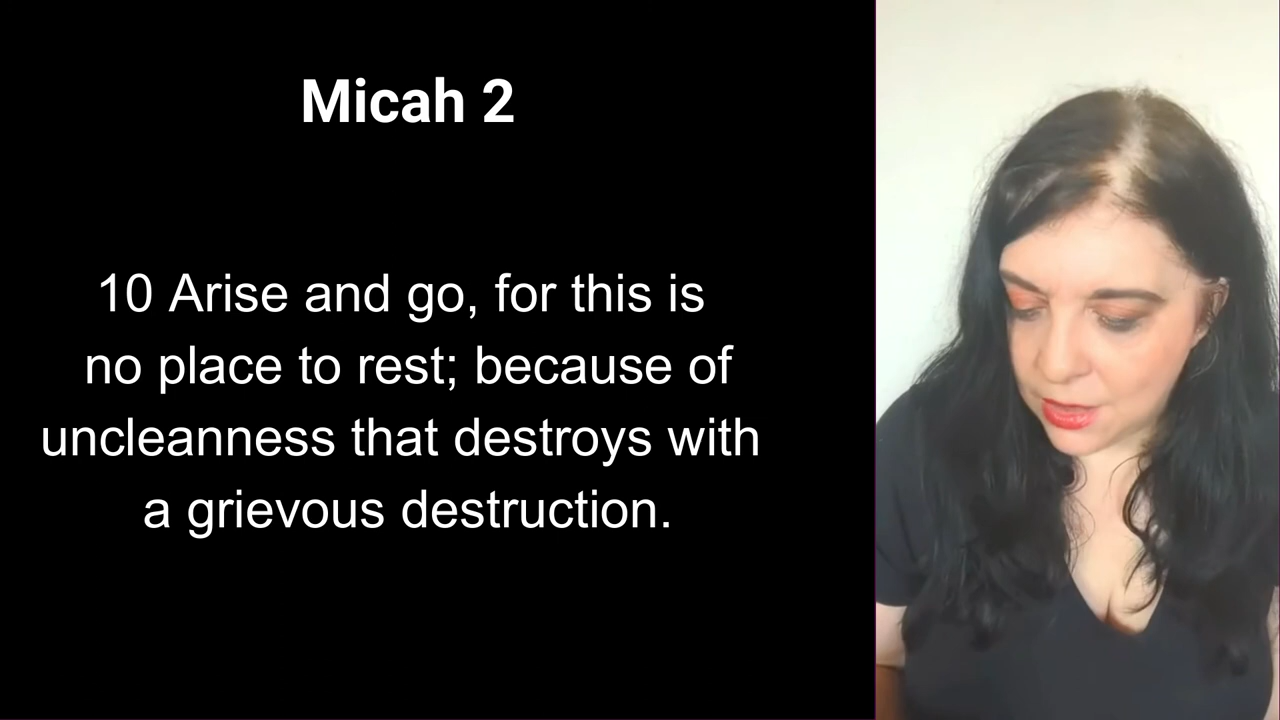 Micah 2
10 Arise and go, for this is
no place to rest; because of
uncleanness that destroys with
a grievous destruction.